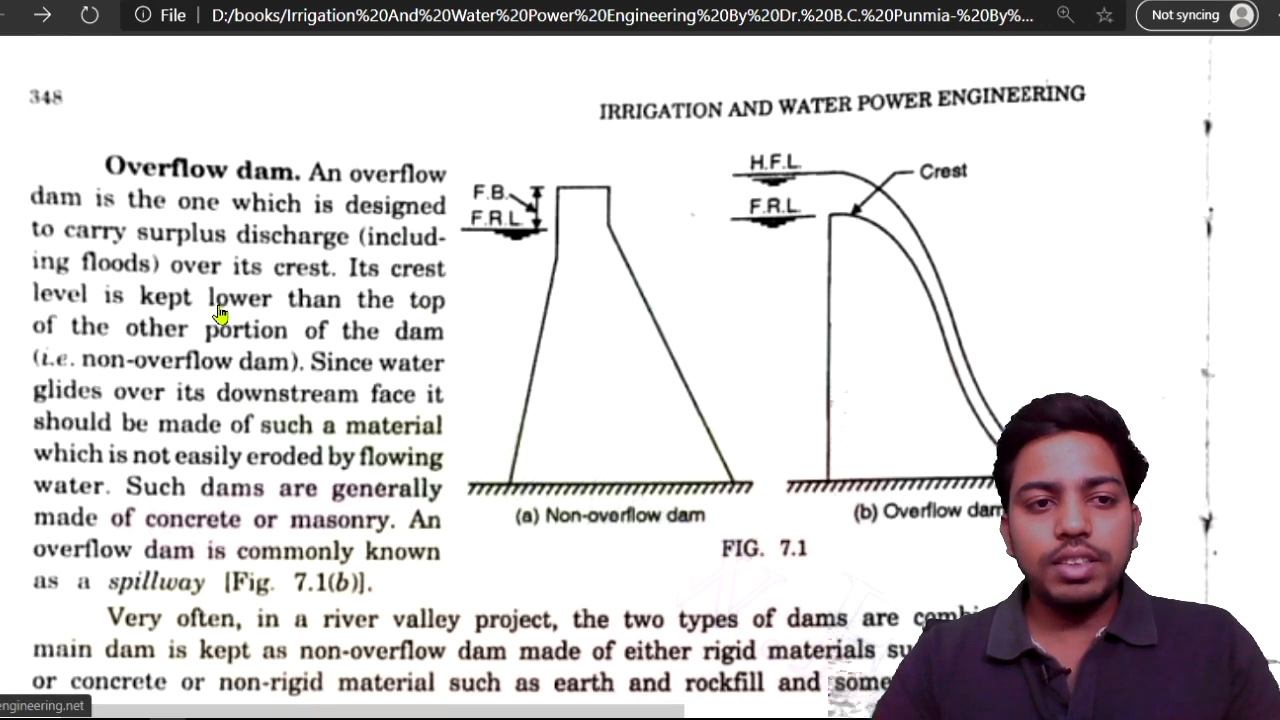 File
D:/books/Irrigation%20And%20Water%20Power%20Engineering%20By%20Dr.%20B.C.%20Punmia-%20By%...
Not syncing
348
IRRIGATION AND WATER POWER ENGINEERING
Overflow dam. An overflow
dam is the one which is designed
to carry surplus discharge (includ-
ing floods) over its crest. Its crest
level is kept lower than the top
of the other portion of the dam
(i.e. non-overflow dam). Since water
glides over its downstream face it
should be made of such a material
which is not easily eroded by flowing
water. Such dams are generally
made of concrete or masonry. An
overflow dam is commonly known
as a spillway [Fig. 7.1(b)].
F.B.
F.R.L.
(a) Non-overflow dam
H.F.L.
F.R.L.
Crest
(b) Overflow dam
FIG. 7.1
Very often, in a river valley project, the two types of dams are
main dam is kept as non-overflow dam made of either rigid materials
or concrete or non-rigid material such as earth and rockfill and some
engineering.net